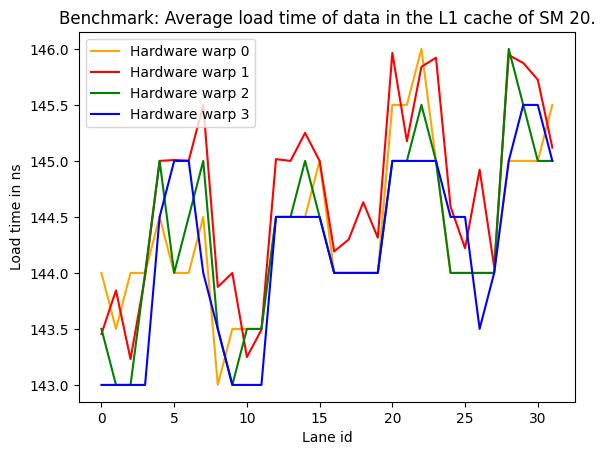 Benchmark: Average load time of data in the L1 cache of SM 20.
Hardware warp 0
Hardware warp 1
Hardware warp 2
Hardware warp 3
Load time in ns
146.0
145.5
145.0
144.5
144.0
143.5
143.0
0 5 10 15 20 25 30
Lane id